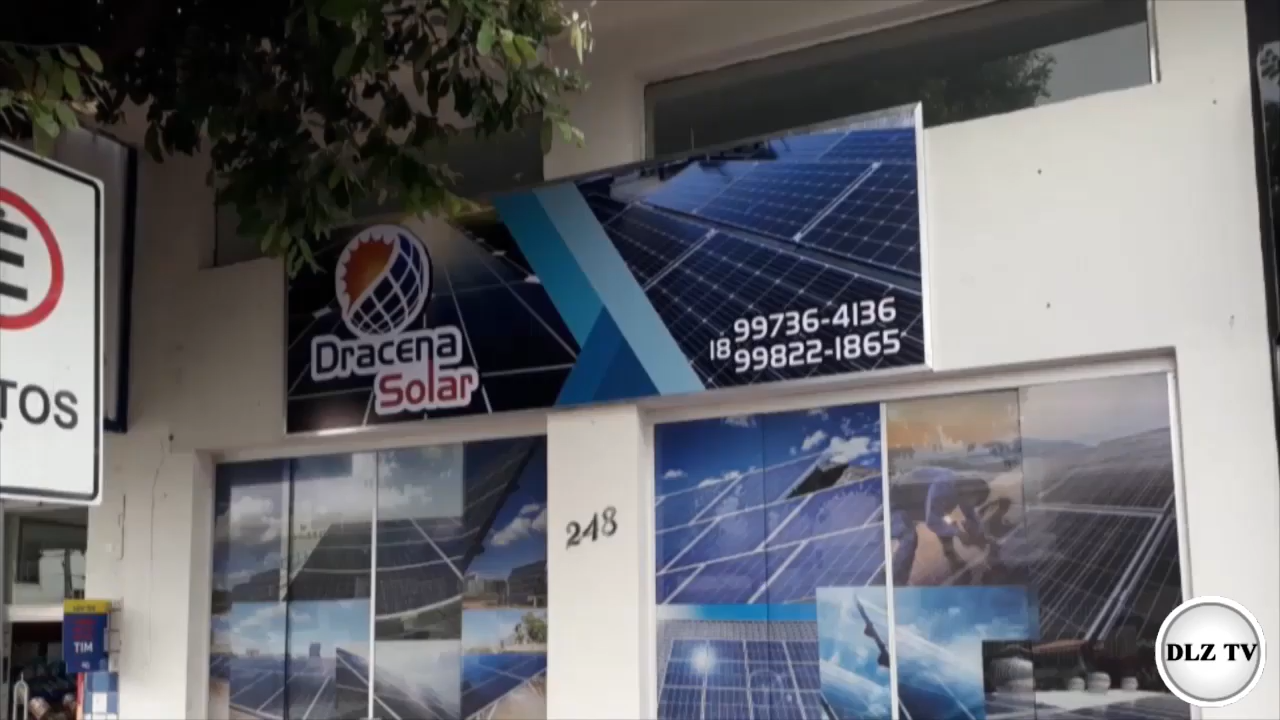 TOS
Dracena
Solar
18 99736-4136
99822-1865
248
TIM
DLZ TV